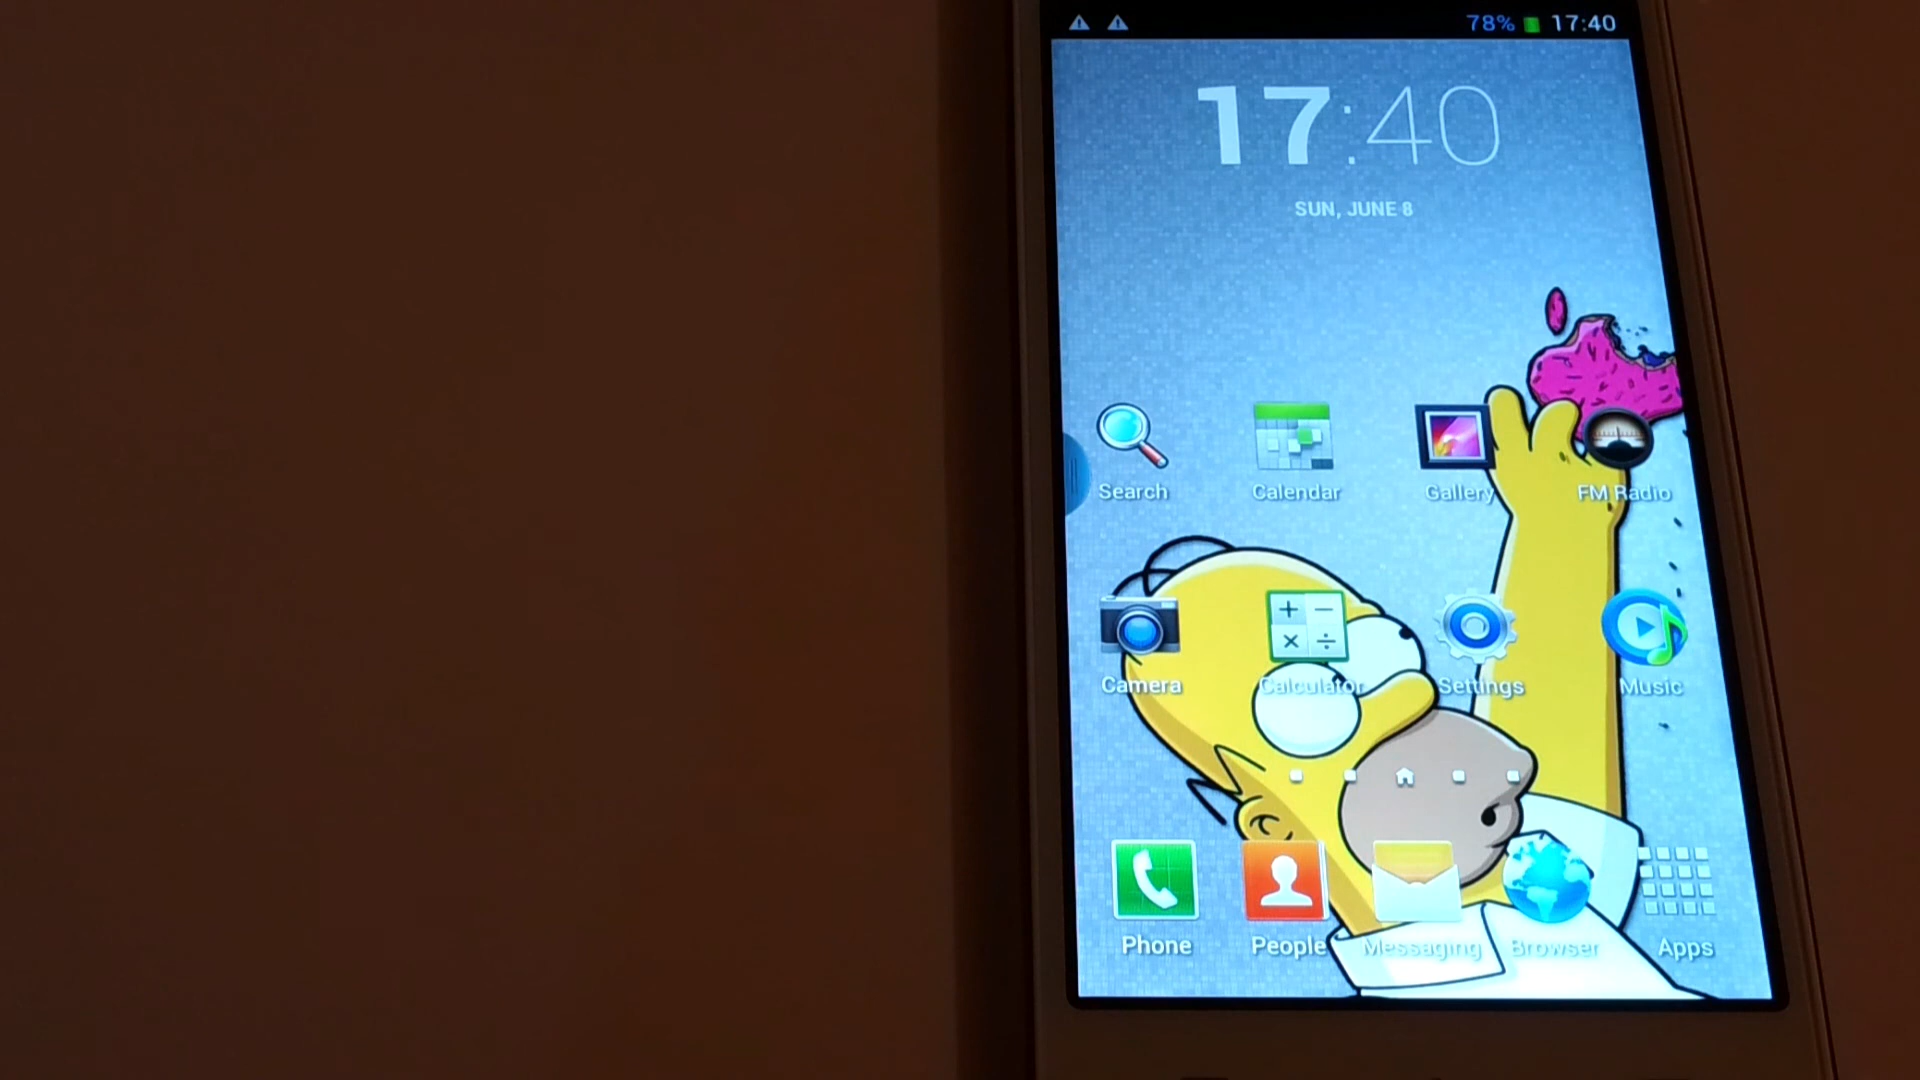 78% 17:40
17:40
SUN, JUNE 8
Search Calendar Gallery FM Radio
Camera Calculator Settings Music
Phone People Messaging Browser Apps